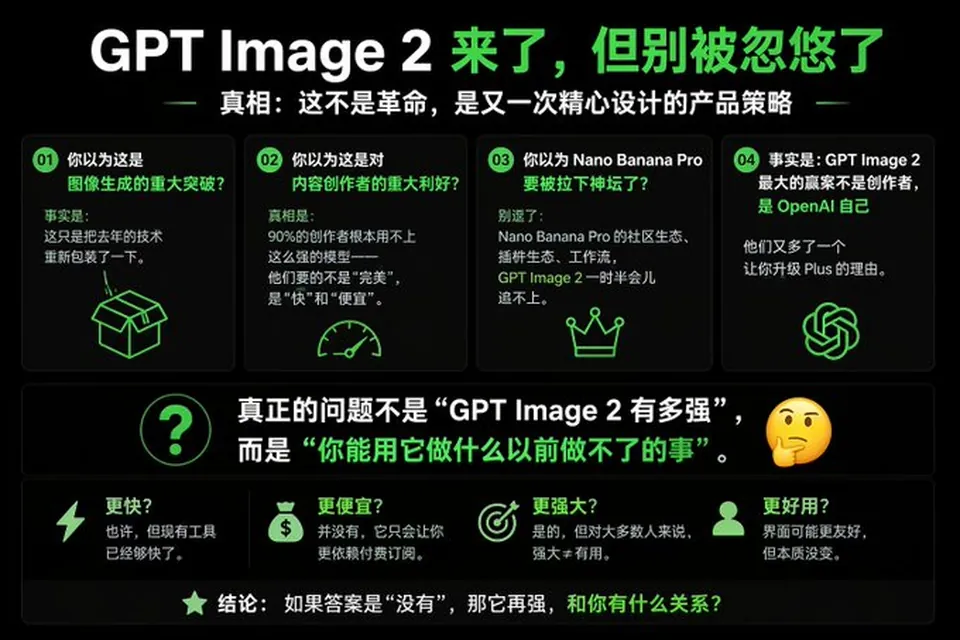 GPT Image 2 来了，但别被忽悠了
真相：这不是革命，是又一次精心设计的产品策略
01 你以为这是
图像生成的重大突破？
事实是：
这只是把去年的技术
重新包装了一下。
02 你以为这是对
内容创作者的重大利好？
真相是：
90%的创作者根本用不上
这么强的模型——
他们要的不是“完美”，
是“快”和“便宜”。
03 你以为 Nano Banana Pro
要被拉下神坛了？
别逗了：
Nano Banana Pro 的社区生态、
插件生态、工作流，
GPT Image 2 一时半会儿
追不上。
04 事实是：GPT Image 2
最大的赢家不是创作者，
是 OpenAI 自己
他们又多了一个
让你升级 Plus 的理由。
真正的问题不是“GPT Image 2 有多强”，
而是“你能用它做什么以前做不了的事”。
更快？
也许，但现有工具
已经够快了。
更便宜？
并没有，它只会让你
更依赖付费订阅。
更强大？
是的，但对大多数人来说，
强大≠有用。
更好用？
界面可能更友好，
但本质没变。
结论： 如果答案是“没有”，那它再强，和你有什么关系？